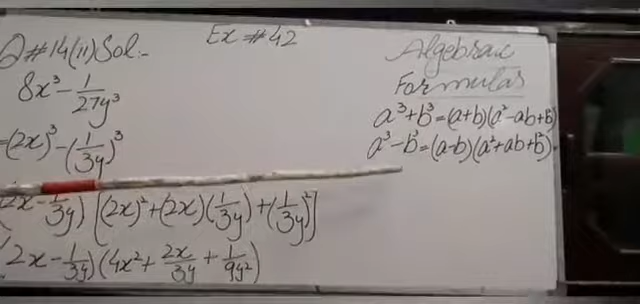 Q#14(11) Sol:-
Ex #42
8x³ - 1/27y³
=(2x)³ - (1/3y)³
(2x - 1/3y) [(2x)² + (2x)(1/3y) + (1/3y)²]
(2x - 1/3y)(4x² + 2x/3y + 1/9y²)
Algebraic
Formulas
a³+b³=(a+b)(a²-ab+b²)
a³-b³=(a-b)(a²+ab+b²)